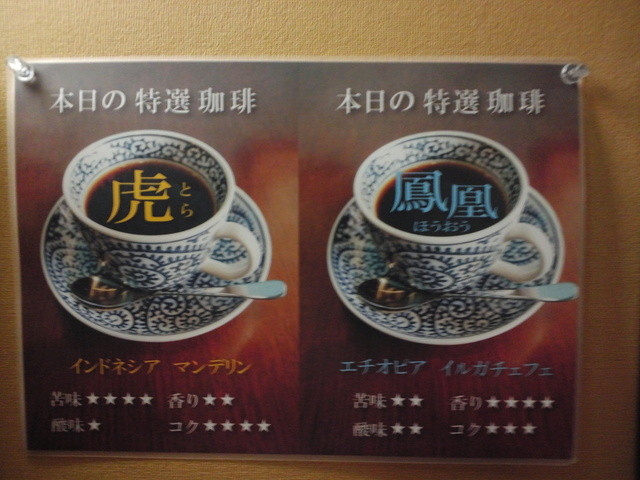 本日の 特選 珈琲
虎
とら
インドネシア マンデリン
苦味★★★★ 香り★★
酸味★ コク★★★★
本日の 特選 珈琲
鳳凰
ほうおう
エチオピア イルガチェフェ
苦味★★ 香り★★★★
酸味★★ コク★★★